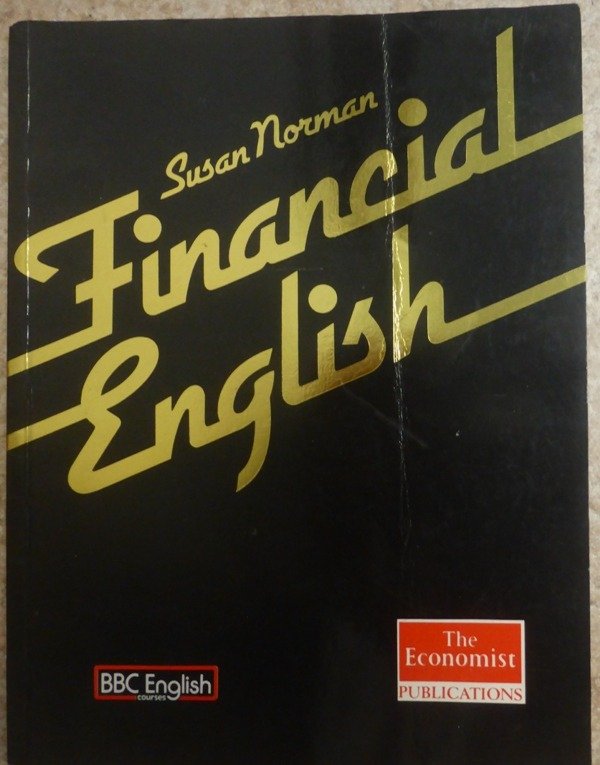 Susan Norman
Financial
English
BBC English
courses
The
Economist
PUBLICATIONS